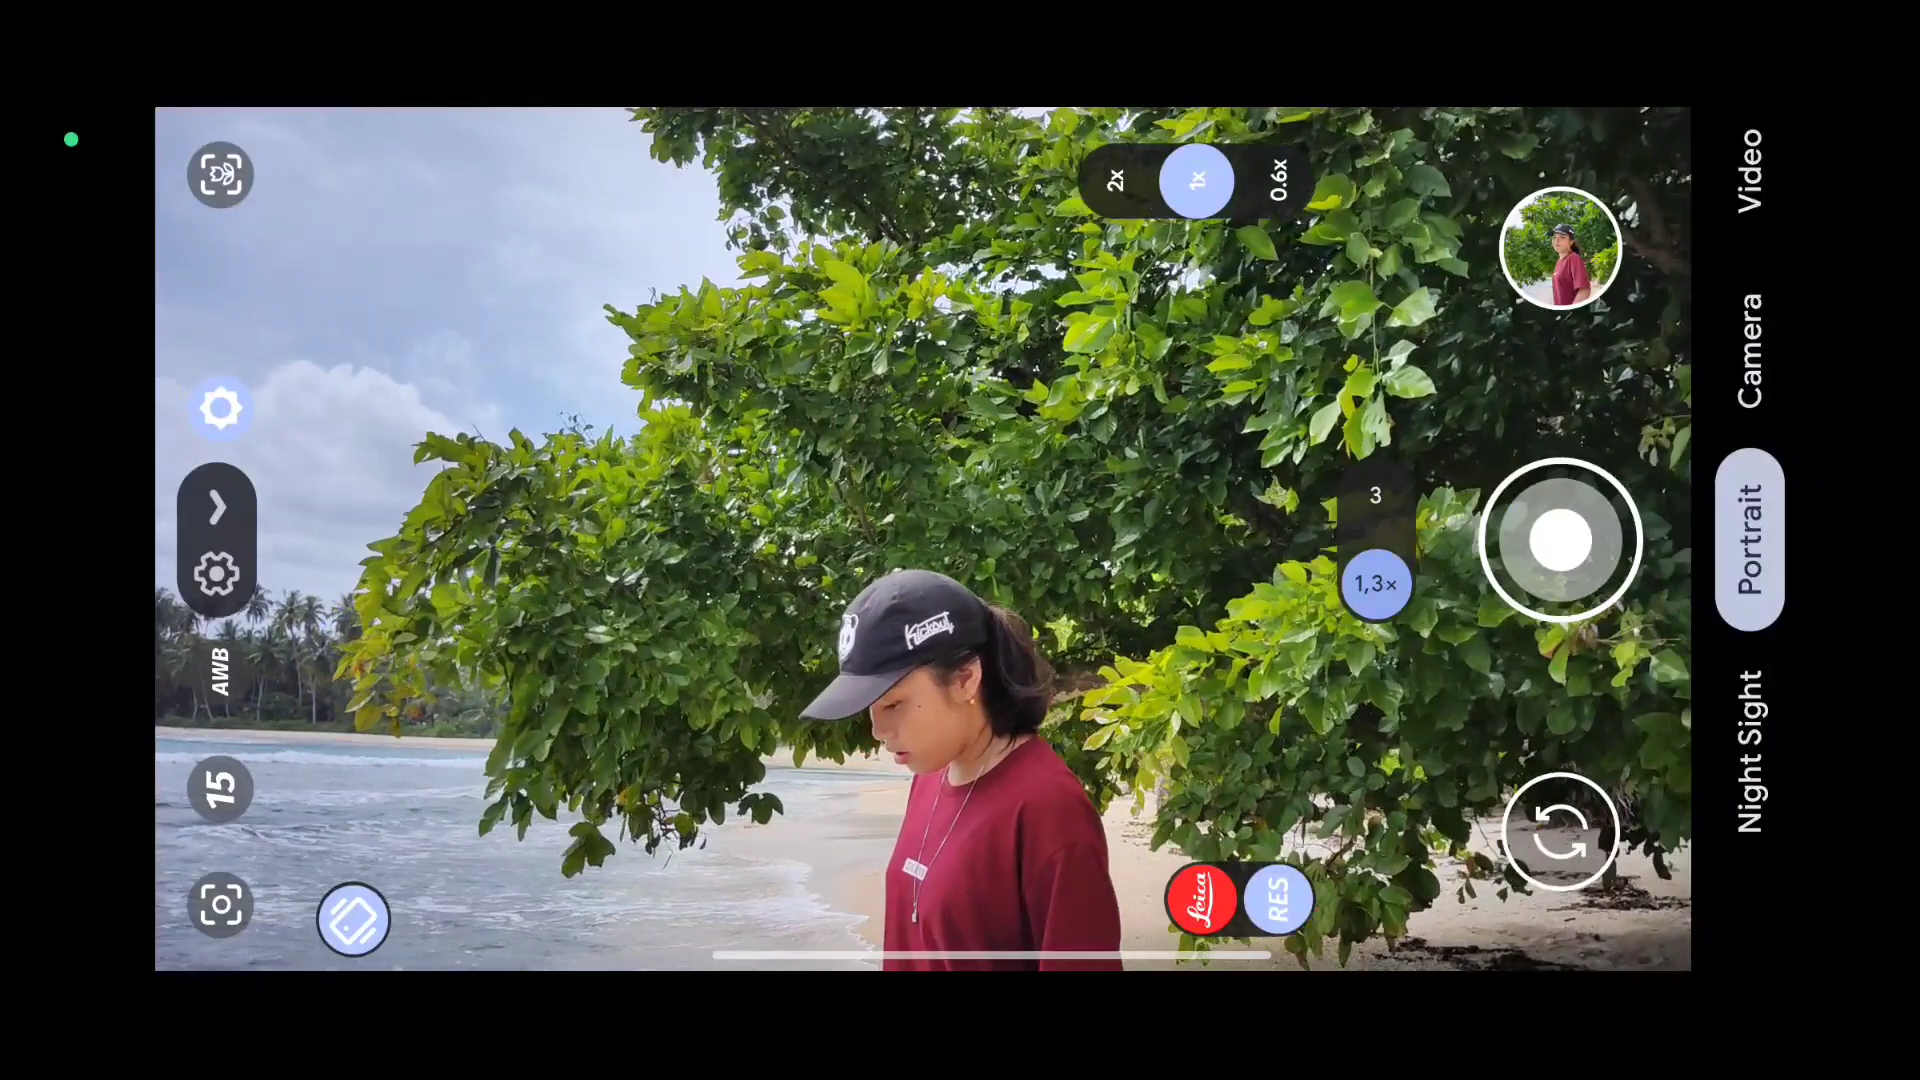 2x
1x
0.6x
Video
Camera
Portrait
Night Sight
3
1,3×
AWB
15
Kickout
Leica
RES